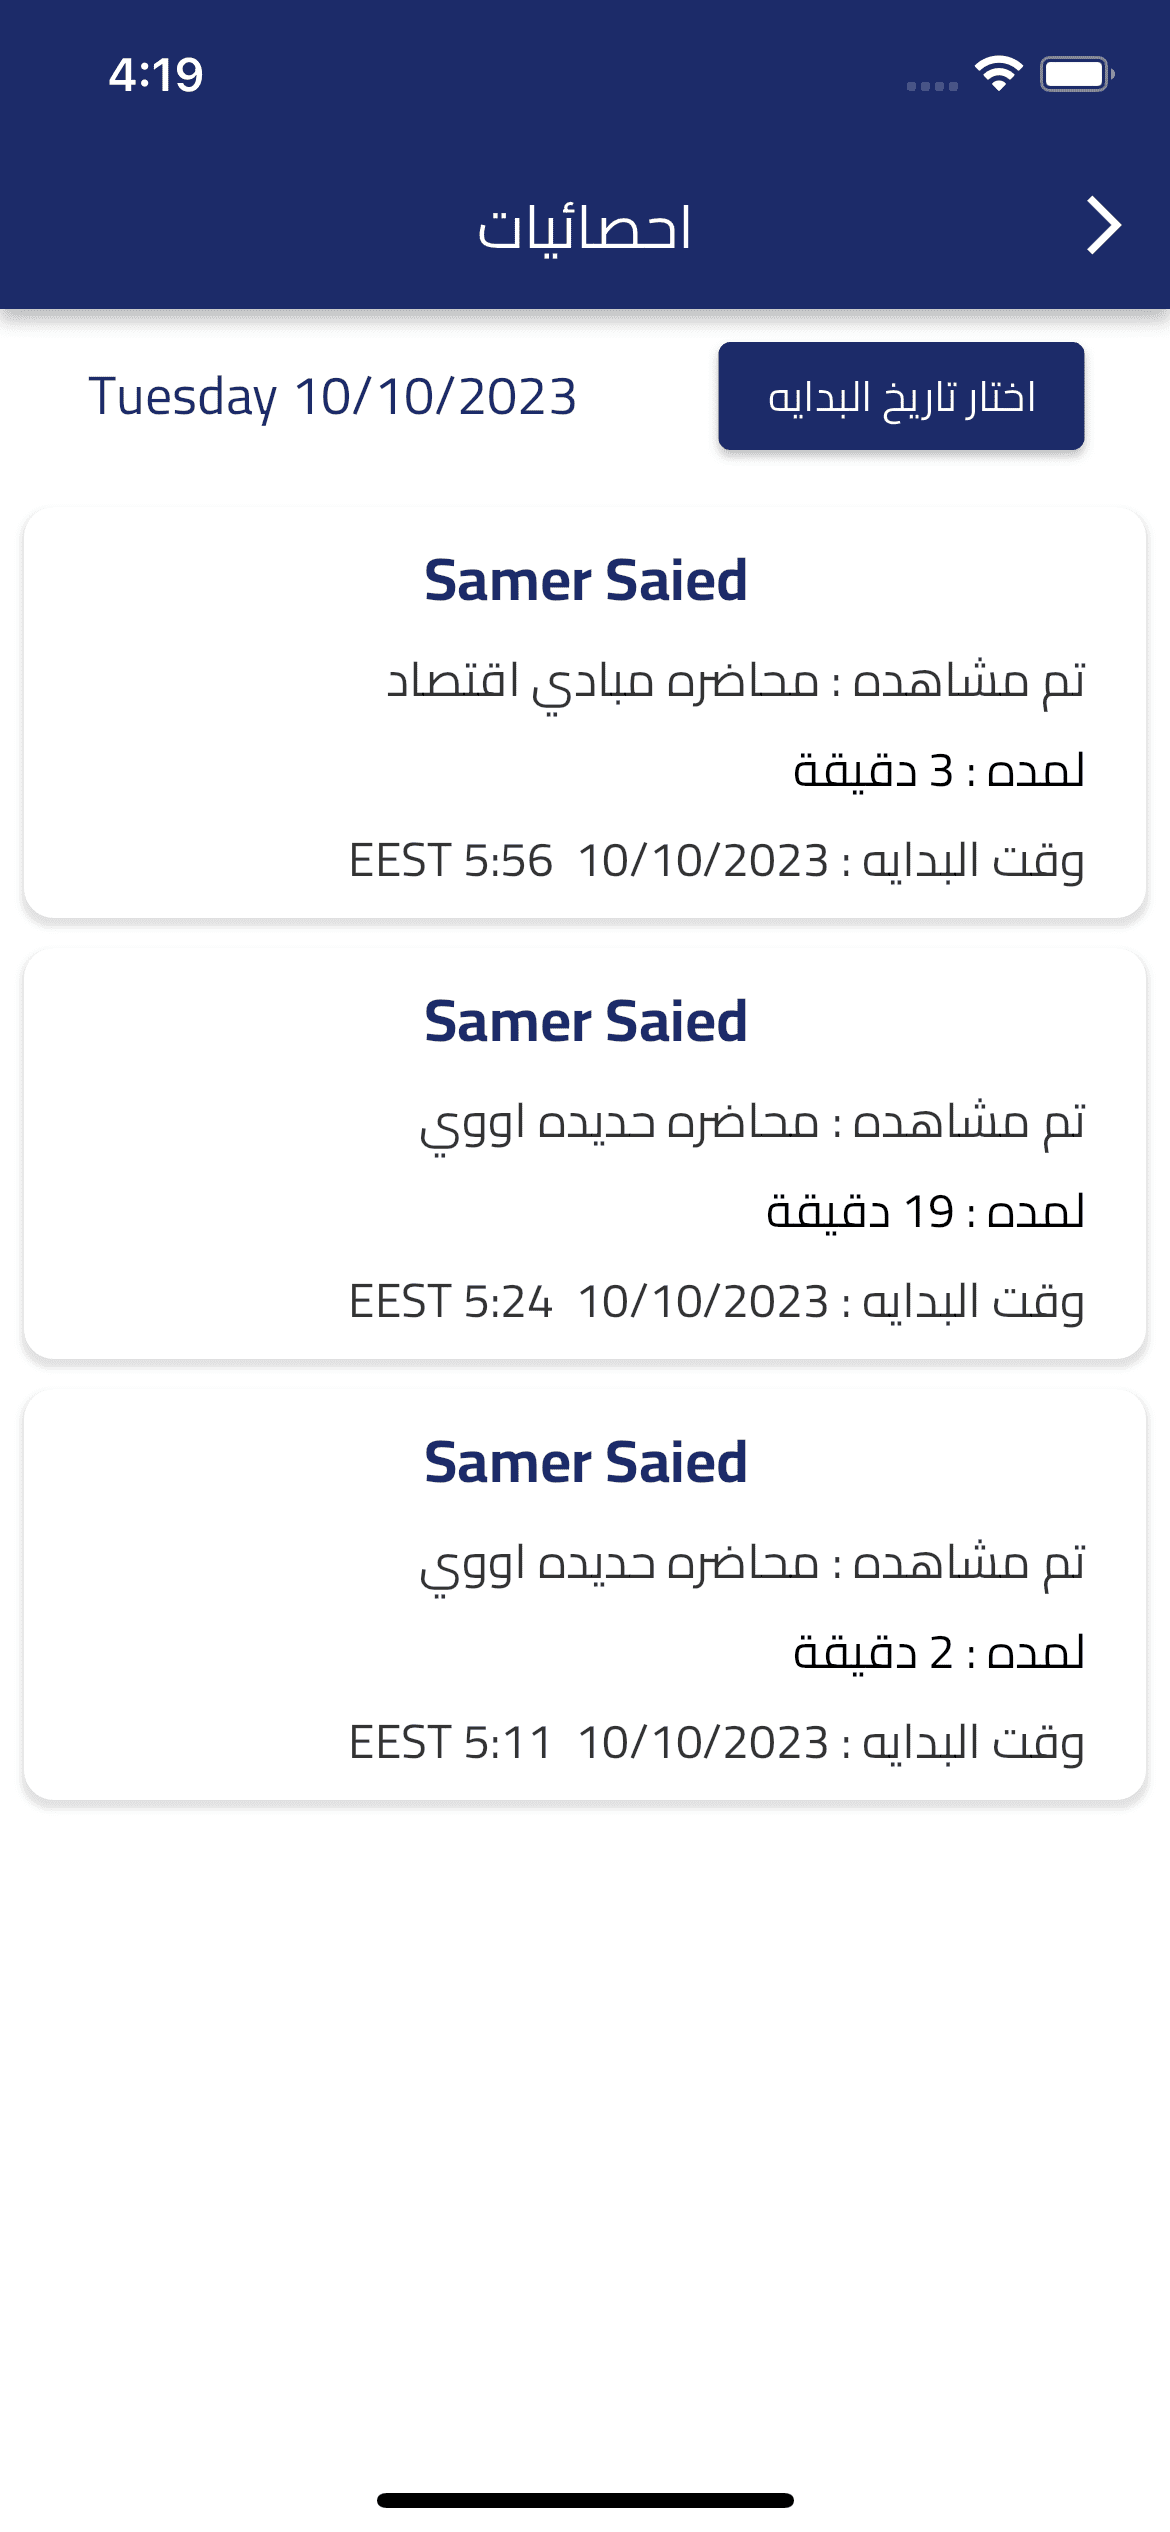 4:19
احصائيات
اختار تاريخ البدايه
Tuesday 10/10/2023
Samer Saied
تم مشاهده : محاضره مبادي اقتصاد
لمده : 3 دقيقة
وقت البدايه : 10/10/2023 5:56 EEST
Samer Saied
تم مشاهده : محاضره حديده اووي
لمده : 19 دقيقة
وقت البدايه : 10/10/2023 5:24 EEST
Samer Saied
تم مشاهده : محاضره حديده اووي
لمده : 2 دقيقة
وقت البدايه : 10/10/2023 5:11 EEST